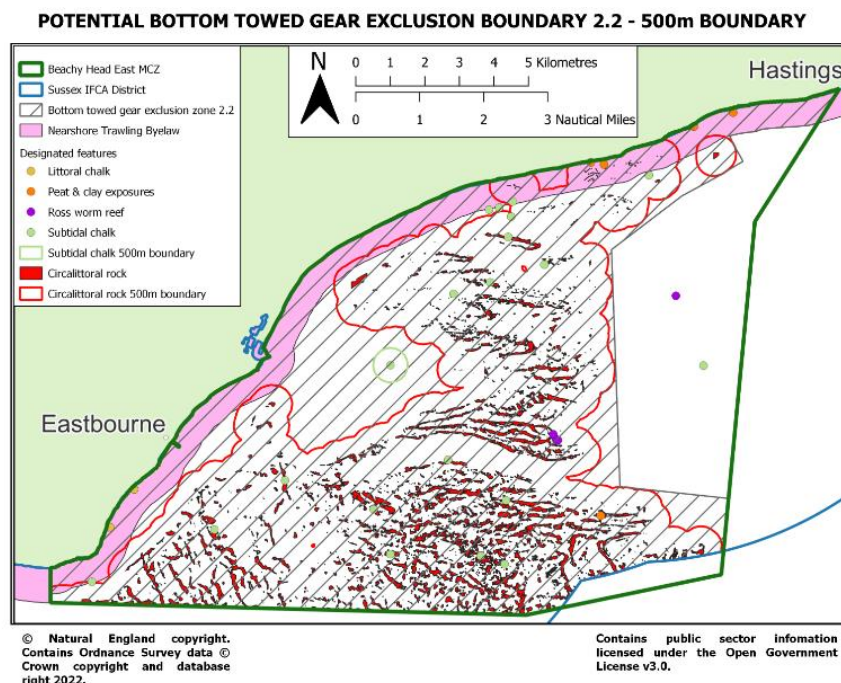 POTENTIAL BOTTOM TOWED GEAR EXCLUSION BOUNDARY 2.2 - 500m BOUNDARY
Beachy Head East MCZ
Sussex IFCA District
Bottom towed gear exclusion zone 2.2
Nearshore Trawling Byelaw
Designated features
Littoral chalk
Peat & clay exposures
Ross worm reef
Subtidal chalk
Subtidal chalk 500m boundary
Circalittoral rock
Circalittoral rock 500m boundary
N
0 1 2 3 4 5 Kilometres
0 1 2 3 Nautical Miles
Hastings
Eastbourne
© Natural England copyright.
Contains Ordnance Survey data ©
Crown copyright and database
right 2022.
Contains public sector infomation
licensed under the Open Government
License v3.0.